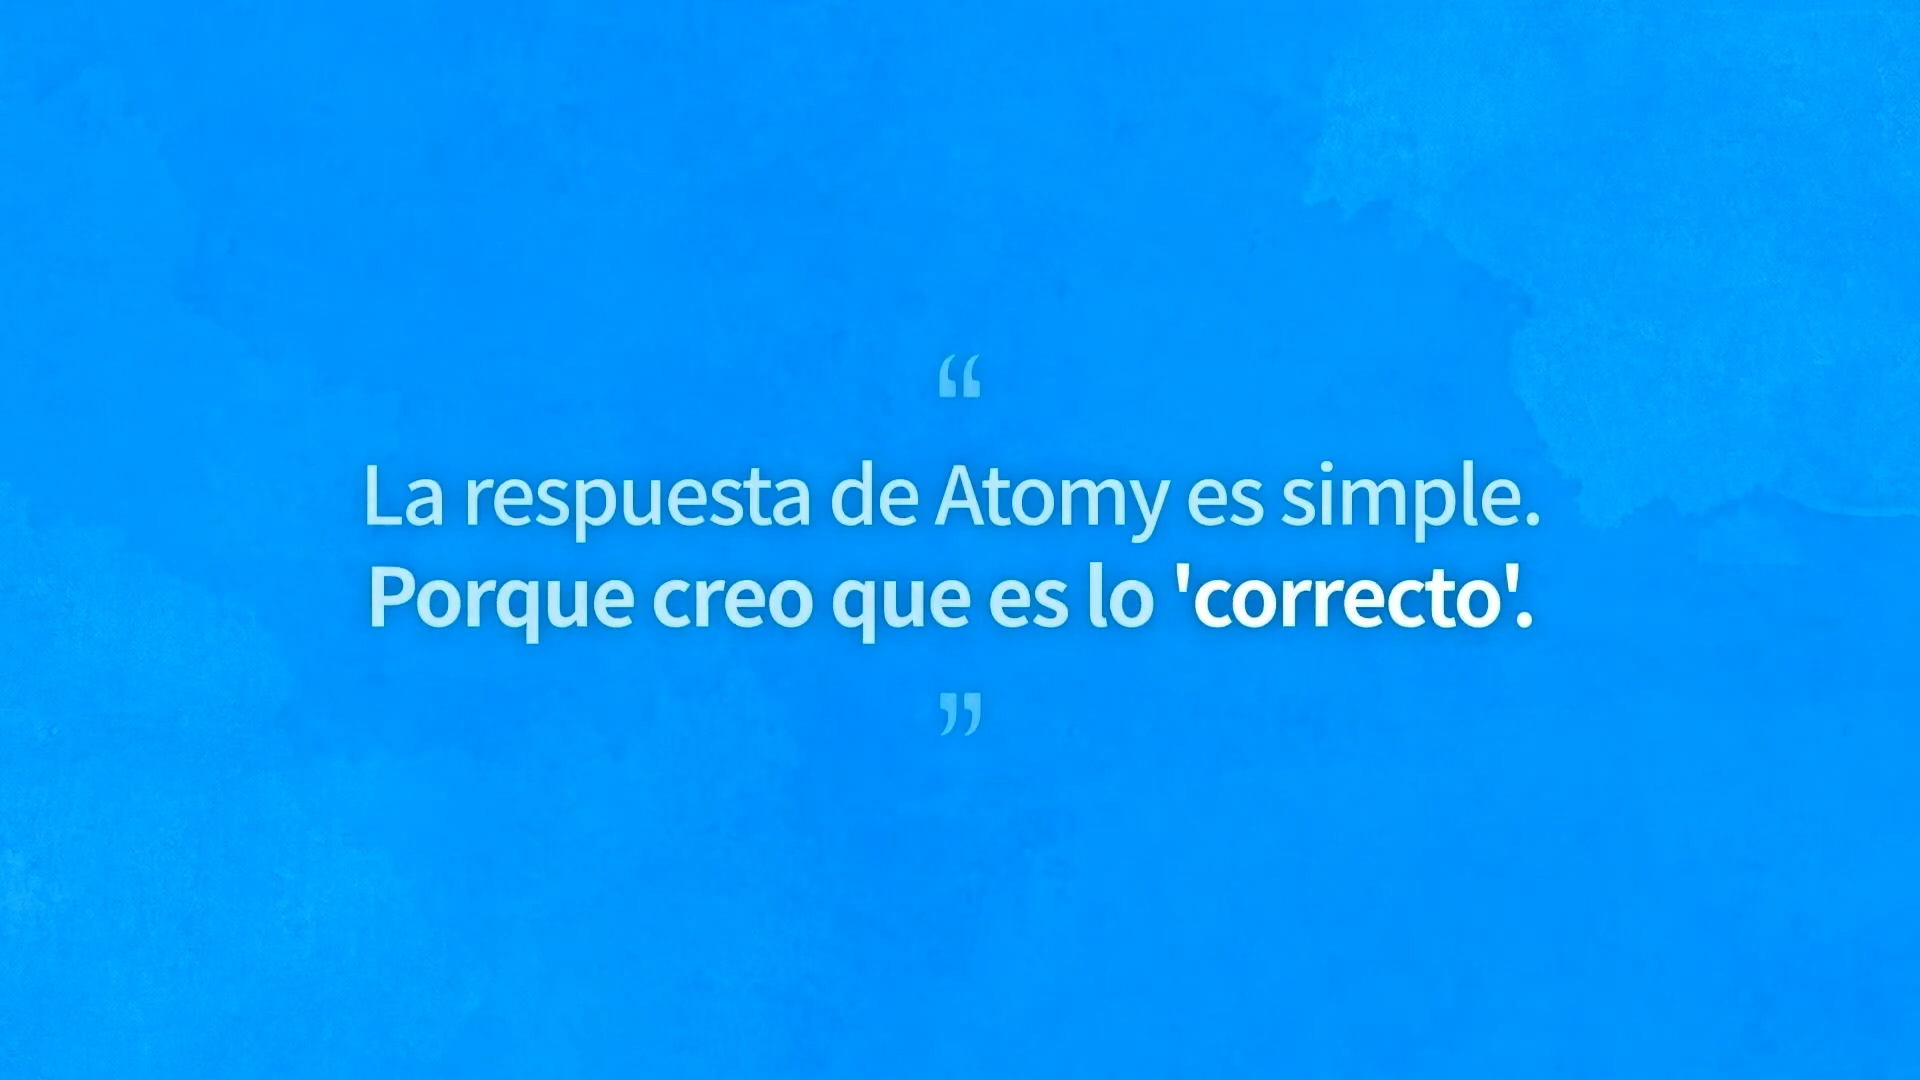 “
La respuesta de Atomy es simple.
Porque creo que es lo 'correcto'.
”